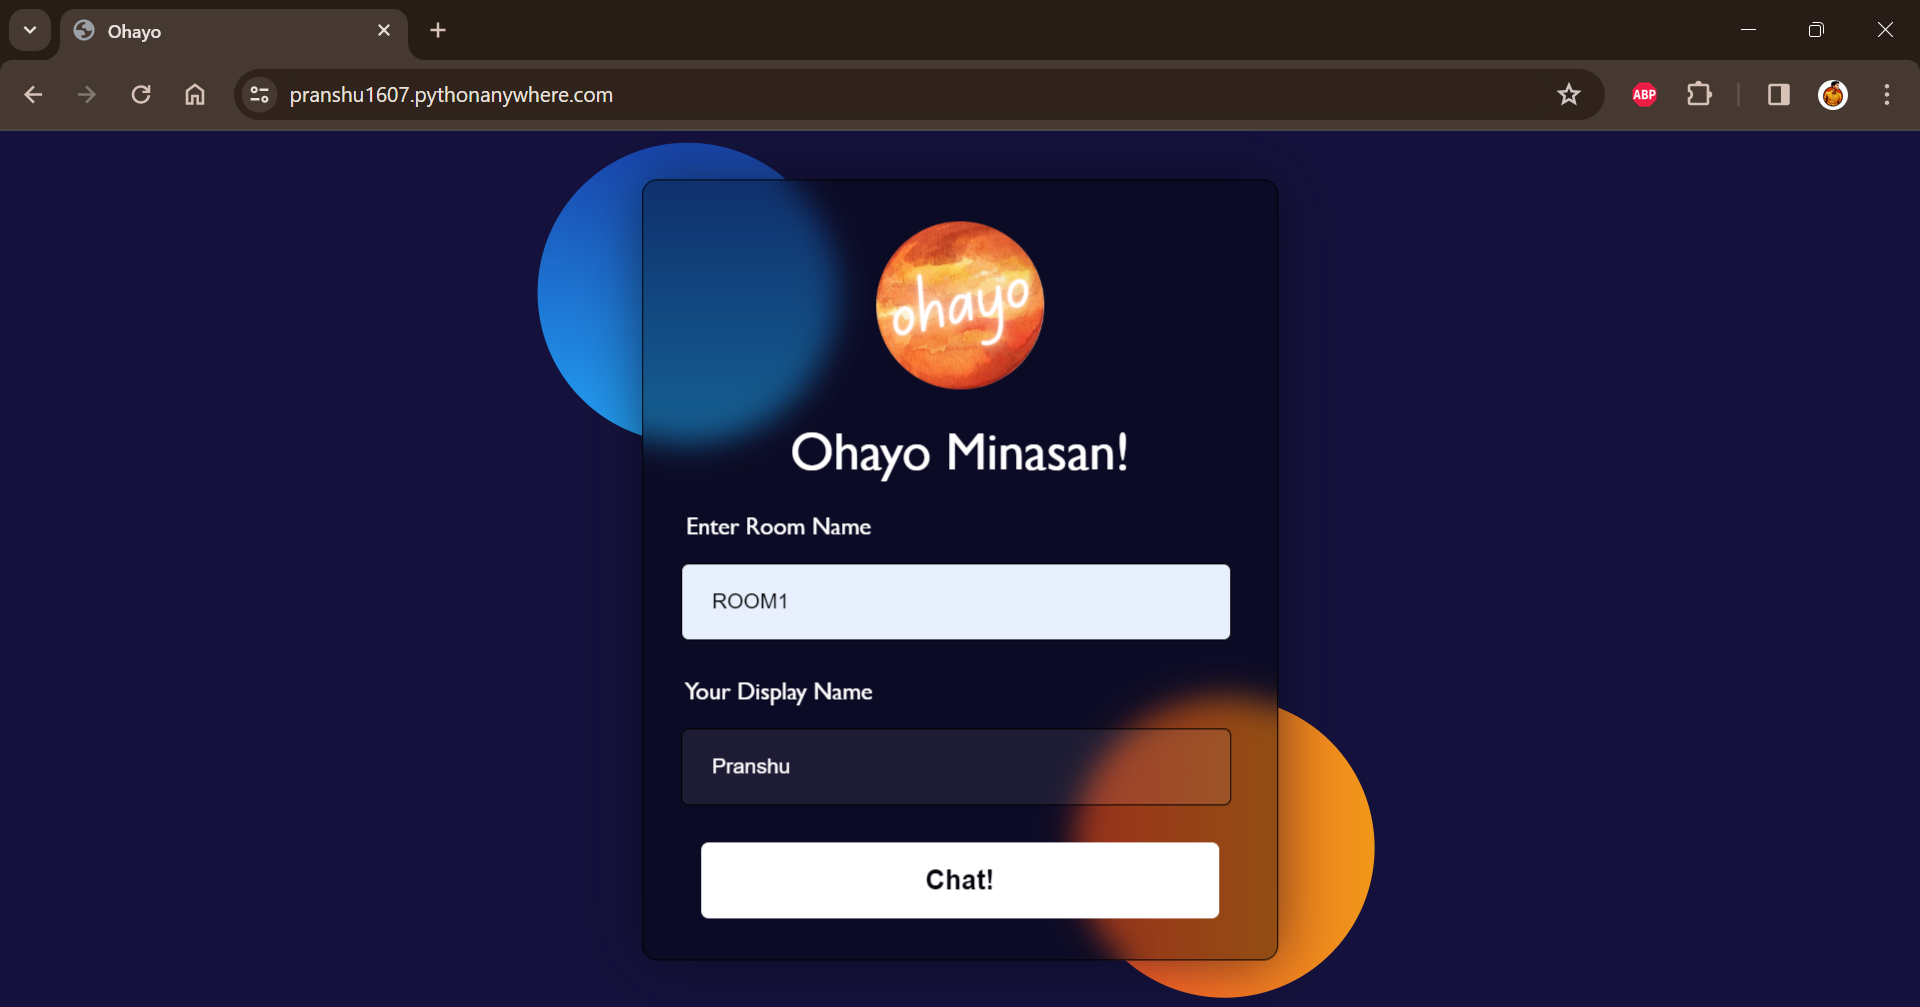 Ohayo
pranshu1607.pythonanywhere.com
ABP
ohayo
Ohayo Minasan!
Enter Room Name
ROOM1
Your Display Name
Pranshu
Chat!